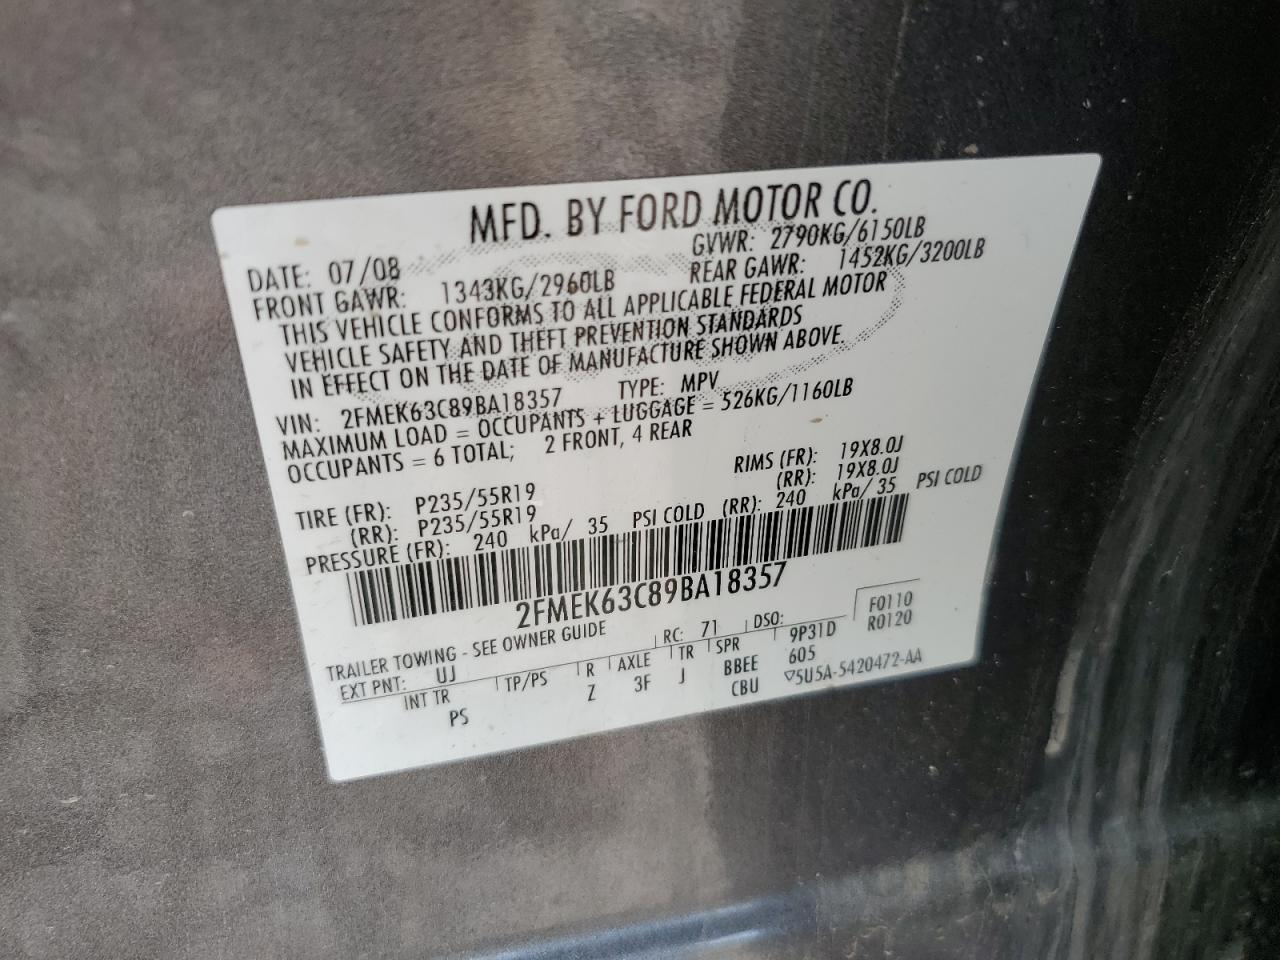 MFD. BY FORD MOTOR CO.
DATE: 07/08 GVWR: 2790KG/6150LB
FRONT GAWR: 1343KG/2960LB REAR GAWR: 1452KG/3200LB
THIS VEHICLE CONFORMS TO ALL APPLICABLE FEDERAL MOTOR
VEHICLE SAFETY AND THEFT PREVENTION STANDARDS
IN EFFECT ON THE DATE OF MANUFACTURE SHOWN ABOVE.
VIN: 2FMEK63C89BA18357 TYPE: MPV
MAXIMUM LOAD = OCCUPANTS + LUGGAGE = 526KG/1160LB
OCCUPANTS = 6 TOTAL; 2 FRONT, 4 REAR
TIRE (FR): P235/55R19 RIMS (FR): 19X8.0J
(RR): P235/55R19 (RR): 19X8.0J
PRESSURE (FR): 240 kPa/ 35 PSI COLD (RR): 240 kPa/ 35 PSI COLD
2FMEK63C89BA18357
TRAILER TOWING - SEE OWNER GUIDE
EXT PNT: UJ RC: 71 DSO: F0110
INT TR TP/PS R AXLE TR SPR 9P31D R0120
PS Z 3F J BBEE 605
CBU 5U5A-5420472-AA